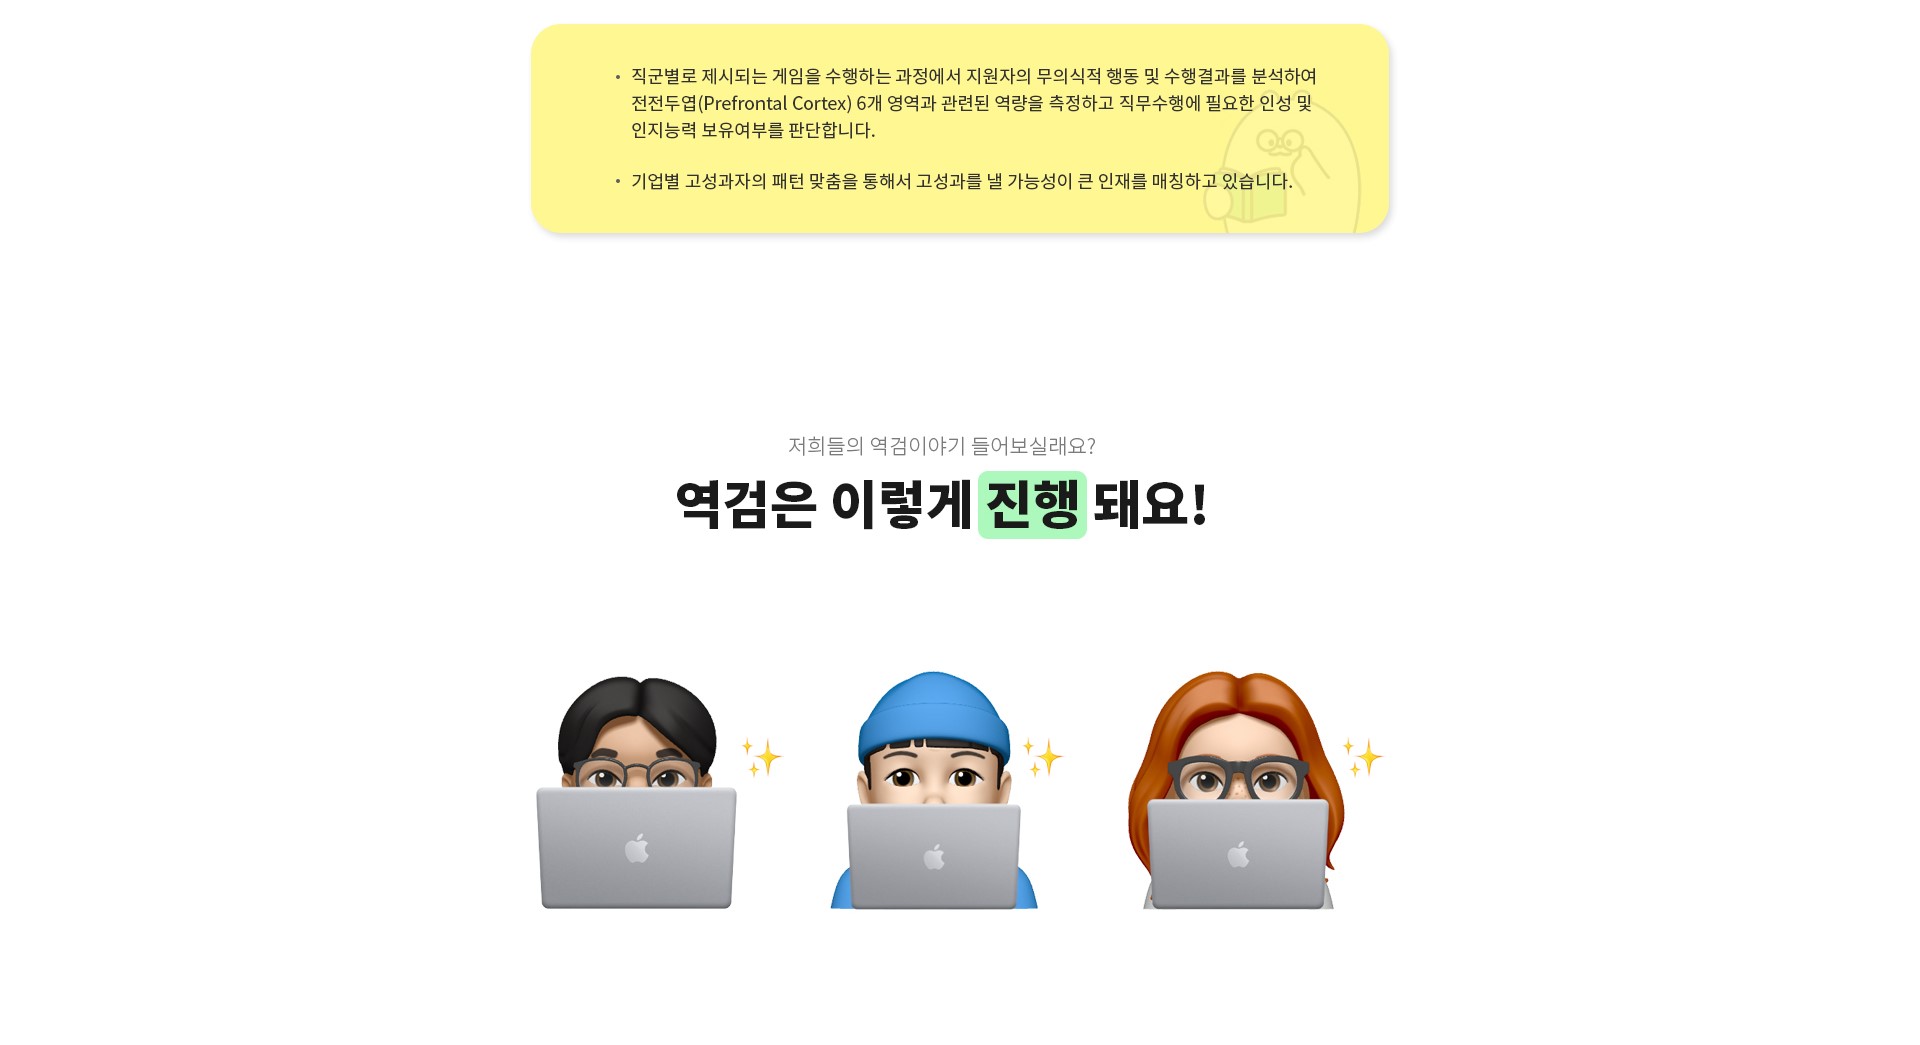 • 직군별로 제시되는 게임을 수행하는 과정에서 지원자의 무의식적 행동 및 수행결과를 분석하여
전전두엽(Prefrontal Cortex) 6개 영역과 관련된 역량을 측정하고 직무수행에 필요한 인성 및
인지능력 보유여부를 판단합니다.
• 기업별 고성과자의 패턴 맞춤을 통해서 고성과를 낼 가능성이 큰 인재를 매칭하고 있습니다.
저희들의 역검이야기 들어보실래요?
역검은 이렇게 진행 돼요!